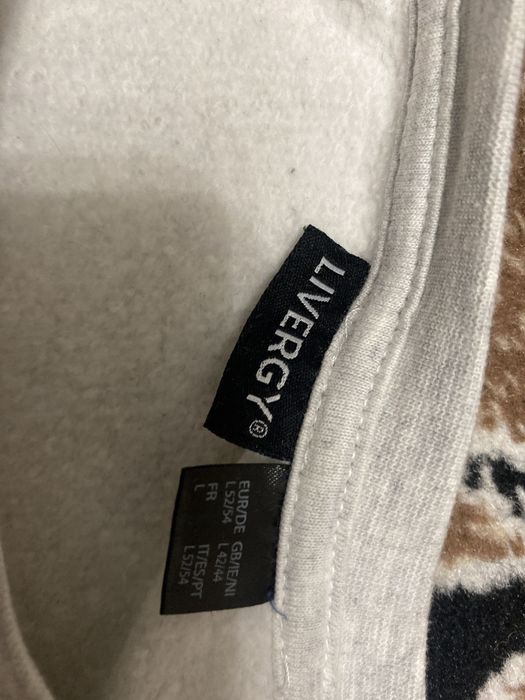 LIVERGY®
EUR/DE GB/IE/NI
L 52/54 L 42/44
FR IT/ES/PT
L L 52/54